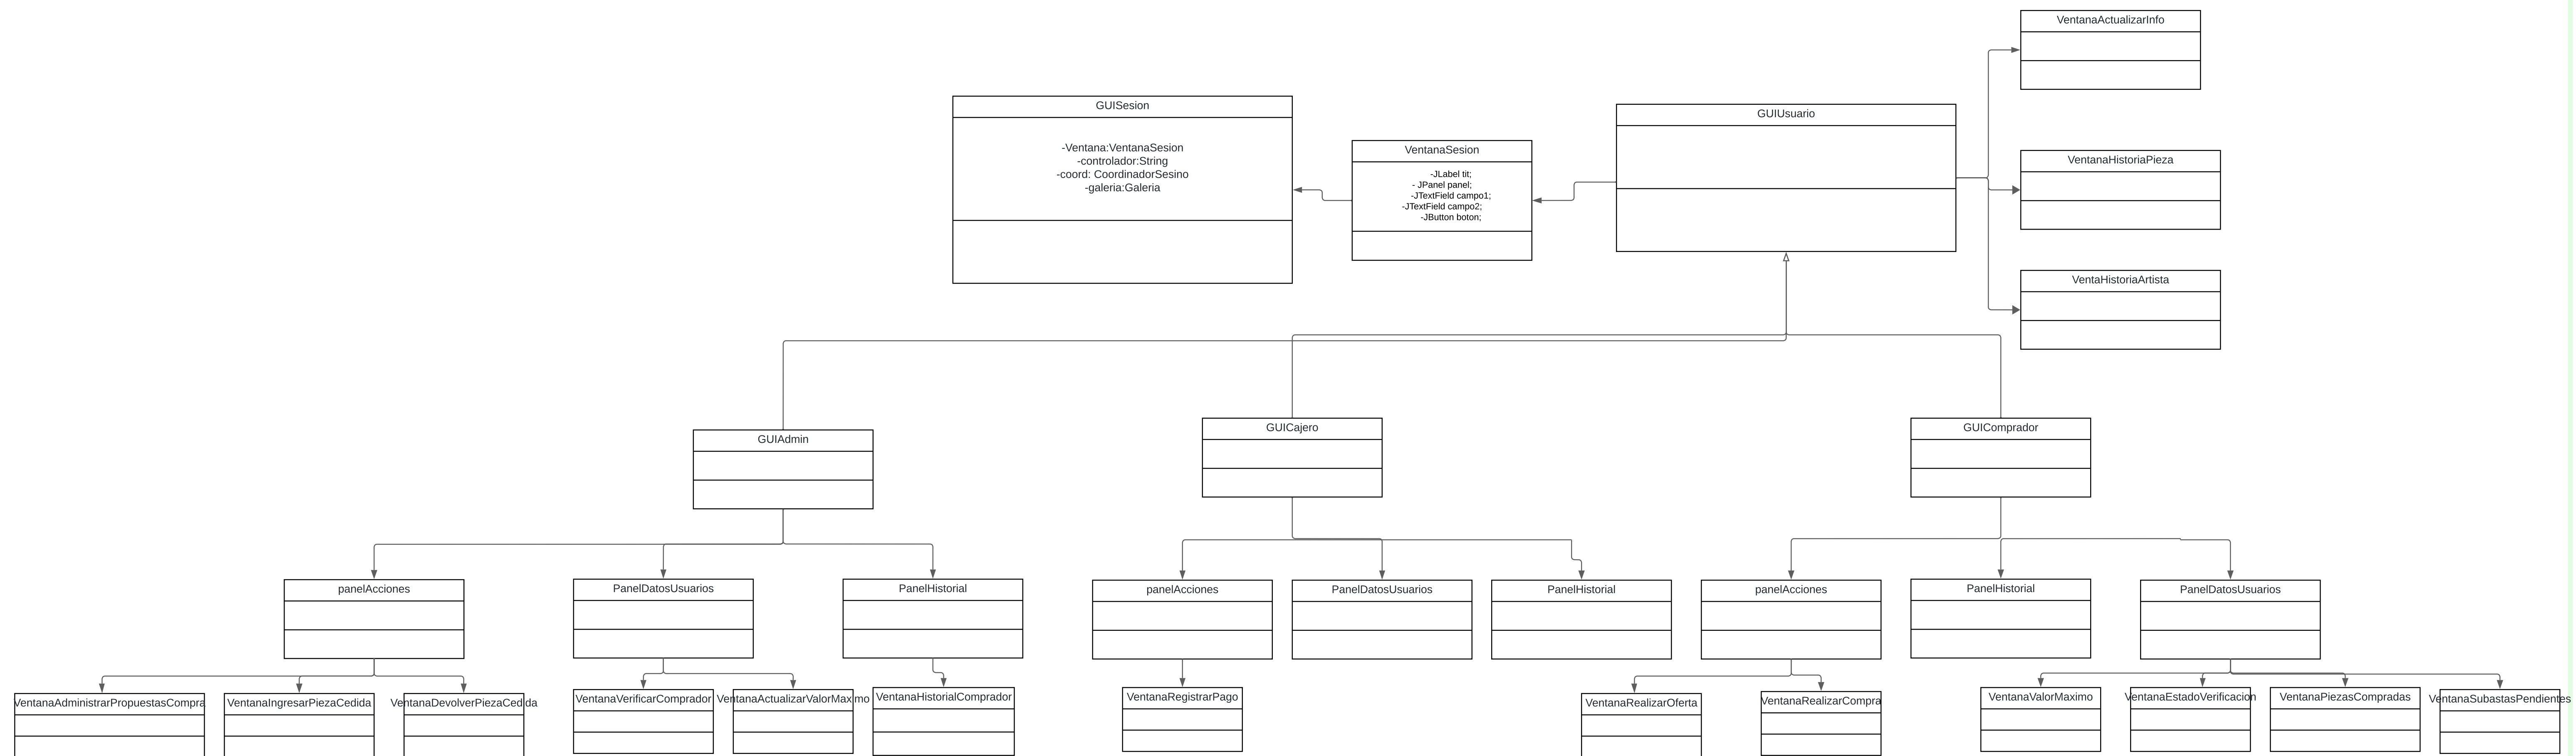 VentanaActualizarInfo
GUISesion
-Ventana:VentanaSesion
-controlador:String
-coord: CoordinadorSesino
-galeria:Galeria
VentanaSesion
-JLabel tit;
- JPanel panel;
-JTextField campo1;
-JTextField campo2;
-JButton boton;
GUIUsuario
VentanaHistoriaPieza
VentaHistoriaArtista
GUIAdmin
GUICajero
GUIComprador
panelAcciones
PanelDatosUsuarios
PanelHistorial
panelAcciones
PanelDatosUsuarios
PanelHistorial
panelAcciones
PanelHistorial
PanelDatosUsuarios
VentanaAdministrarPropuestasCompra
VentanaIngresarPiezaCedida
VentanaDevolverPiezaCedida
VentanaVerificarComprador
VentanaActualizarValorMaximo
VentanaHistorialComprador
VentanaRegistrarPago
VentanaRealizarOferta
VentanaRealizarCompra
VentanaValorMaximo
VentanaEstadoVerificacion
VentanaPiezasCompradas
VentanaSubastasPendientes